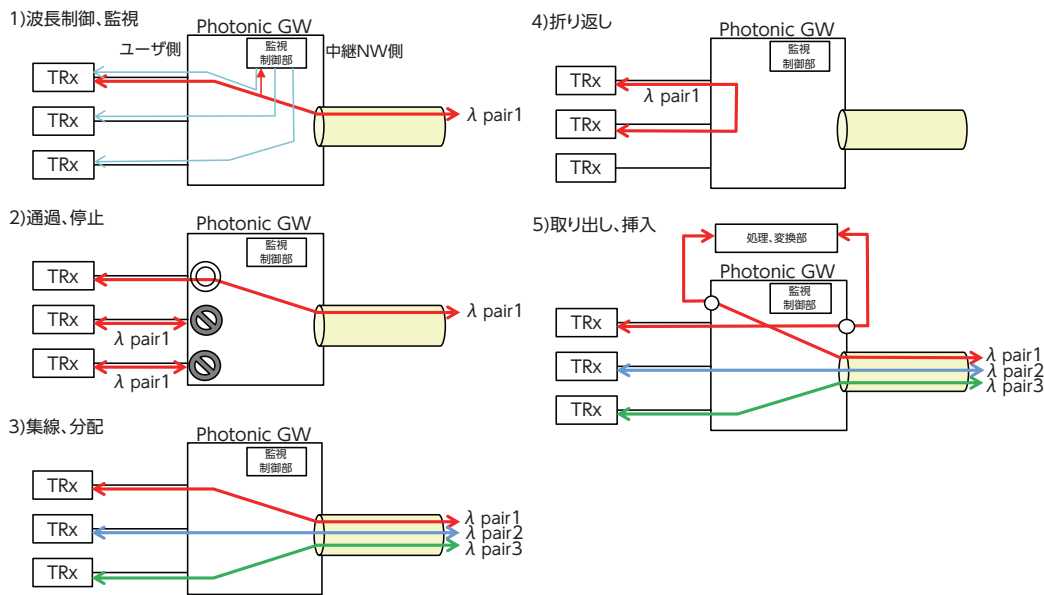 1)波長制御、監視
Photonic GW
ユーザ側
監視
制御部
中継NW側
TRx
TRx
TRx
λ pair1
2)通過、停止
Photonic GW
監視
制御部
TRx
TRx
TRx
λ pair1
λ pair1
λ pair1
3)集線、分配
Photonic GW
監視
制御部
TRx
TRx
TRx
λ pair1
λ pair2
λ pair3
4)折り返し
Photonic GW
監視
制御部
TRx
TRx
TRx
λ pair1
5)取り出し、挿入
処理、変換部
Photonic GW
監視
制御部
TRx
TRx
TRx
λ pair1
λ pair2
λ pair3